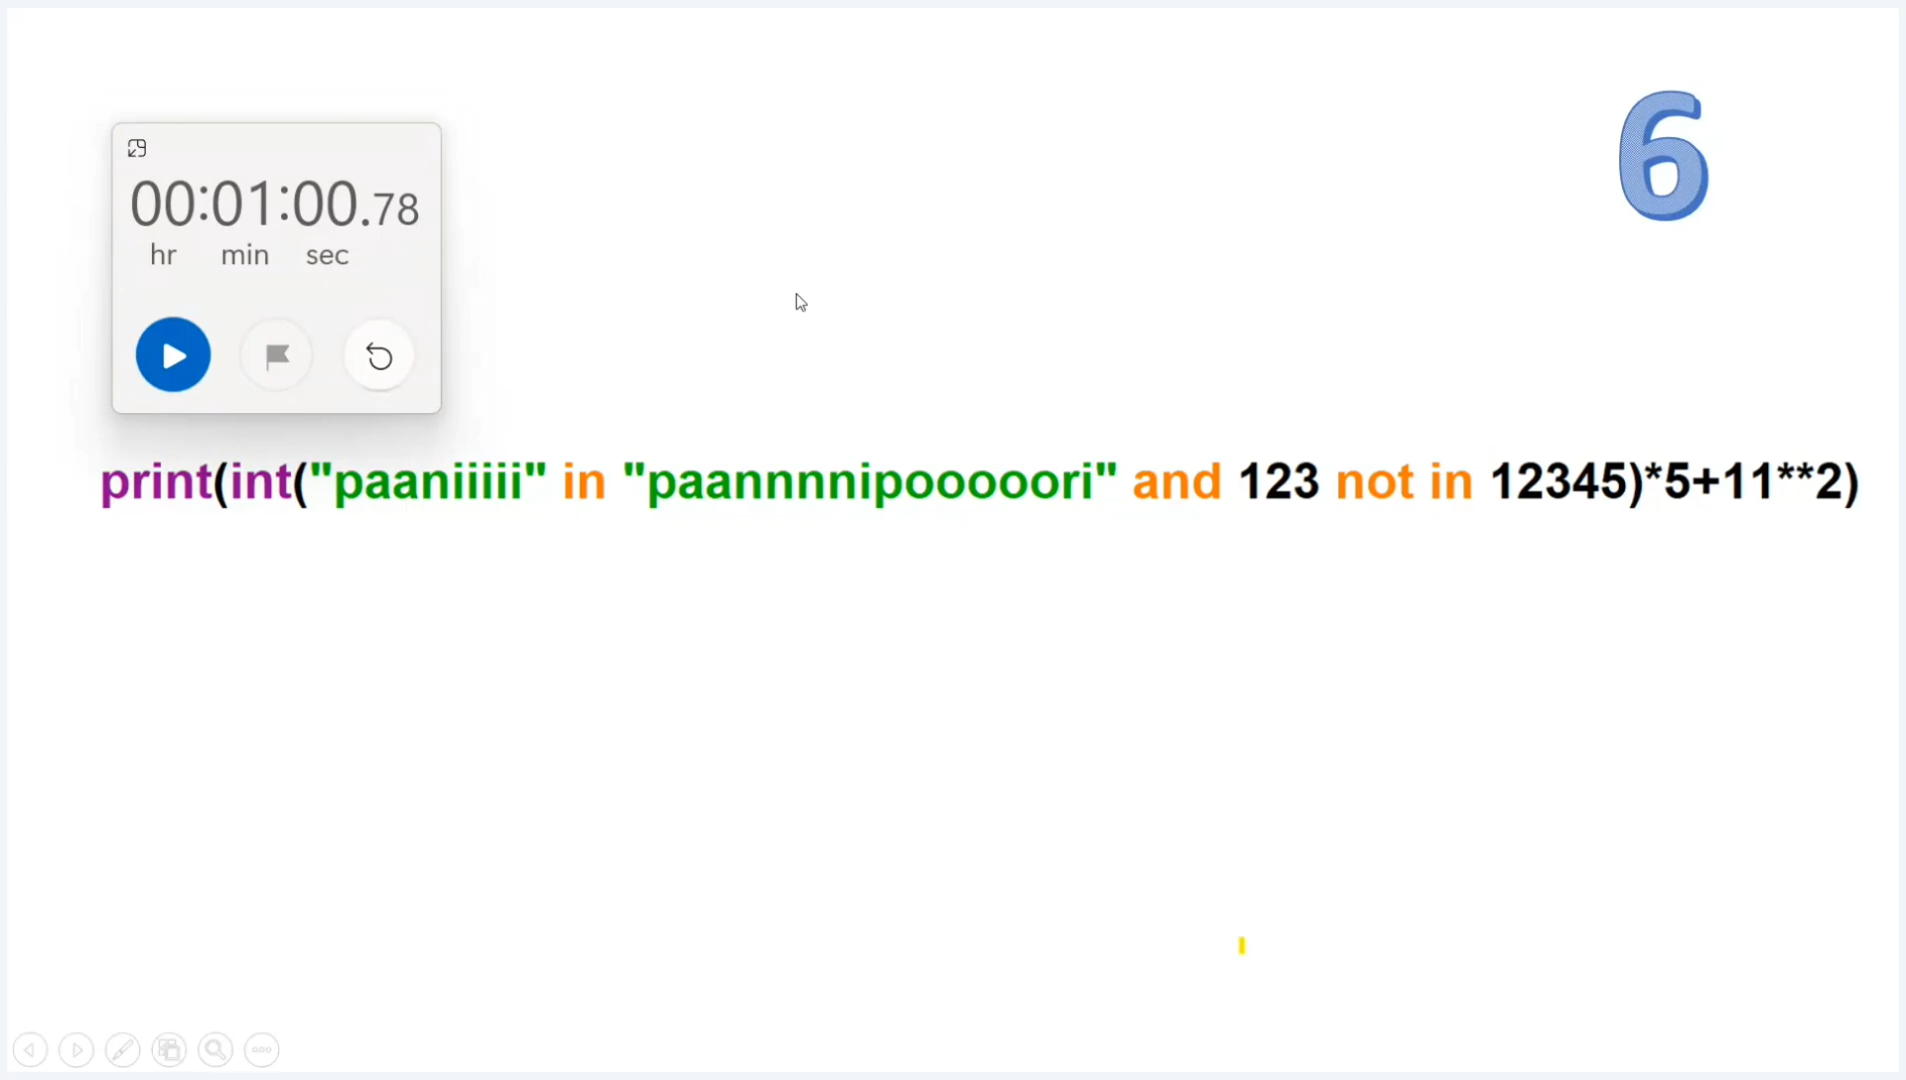 6
00:01:00.78
hr min sec
print(int("paaniiiii" in "paannnnipooooori" and 123 not in 12345)*5+11**2)